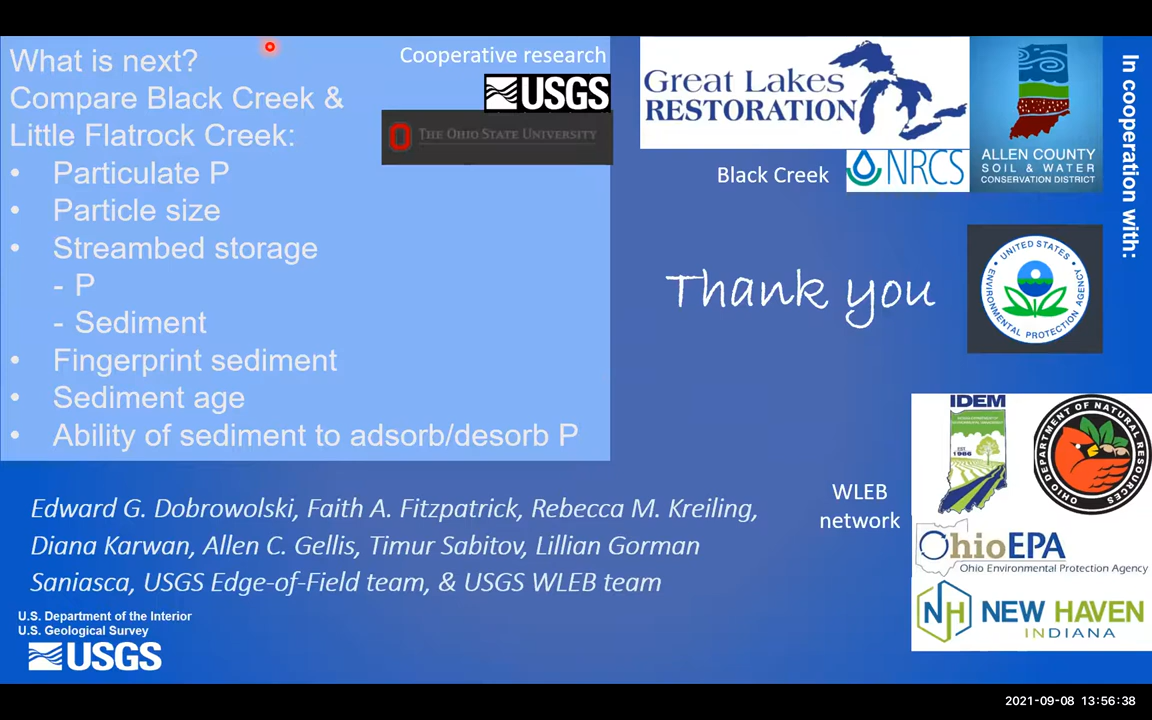 What is next?
Compare Black Creek &
Little Flatrock Creek:
• Particulate P
• Particle size
• Streambed storage
- P
- Sediment
• Fingerprint sediment
• Sediment age
• Ability of sediment to adsorb/desorb P
Cooperative research
USGS
THE OHIO STATE UNIVERSITY
Great Lakes
RESTORATION
Black Creek
NRCS
ALLEN COUNTY
SOIL & WATER
CONSERVATION DISTRICT
In cooperation with:
Thank you
UNITED STATES
ENVIRONMENTAL PROTECTION AGENCY
WLEB
network
IDEM
EST
1986
OHIO DEPARTMENT OF NATURAL RESOURCES
OhioEPA
Ohio Environmental Protection Agency
NH NEW HAVEN
INDIANA
Edward G. Dobrowolski, Faith A. Fitzpatrick, Rebecca M. Kreiling,
Diana Karwan, Allen C. Gellis, Timur Sabitov, Lillian Gorman
Saniasca, USGS Edge-of-Field team, & USGS WLEB team
U.S. Department of the Interior
U.S. Geological Survey
USGS
2021-09-08 13:56:38